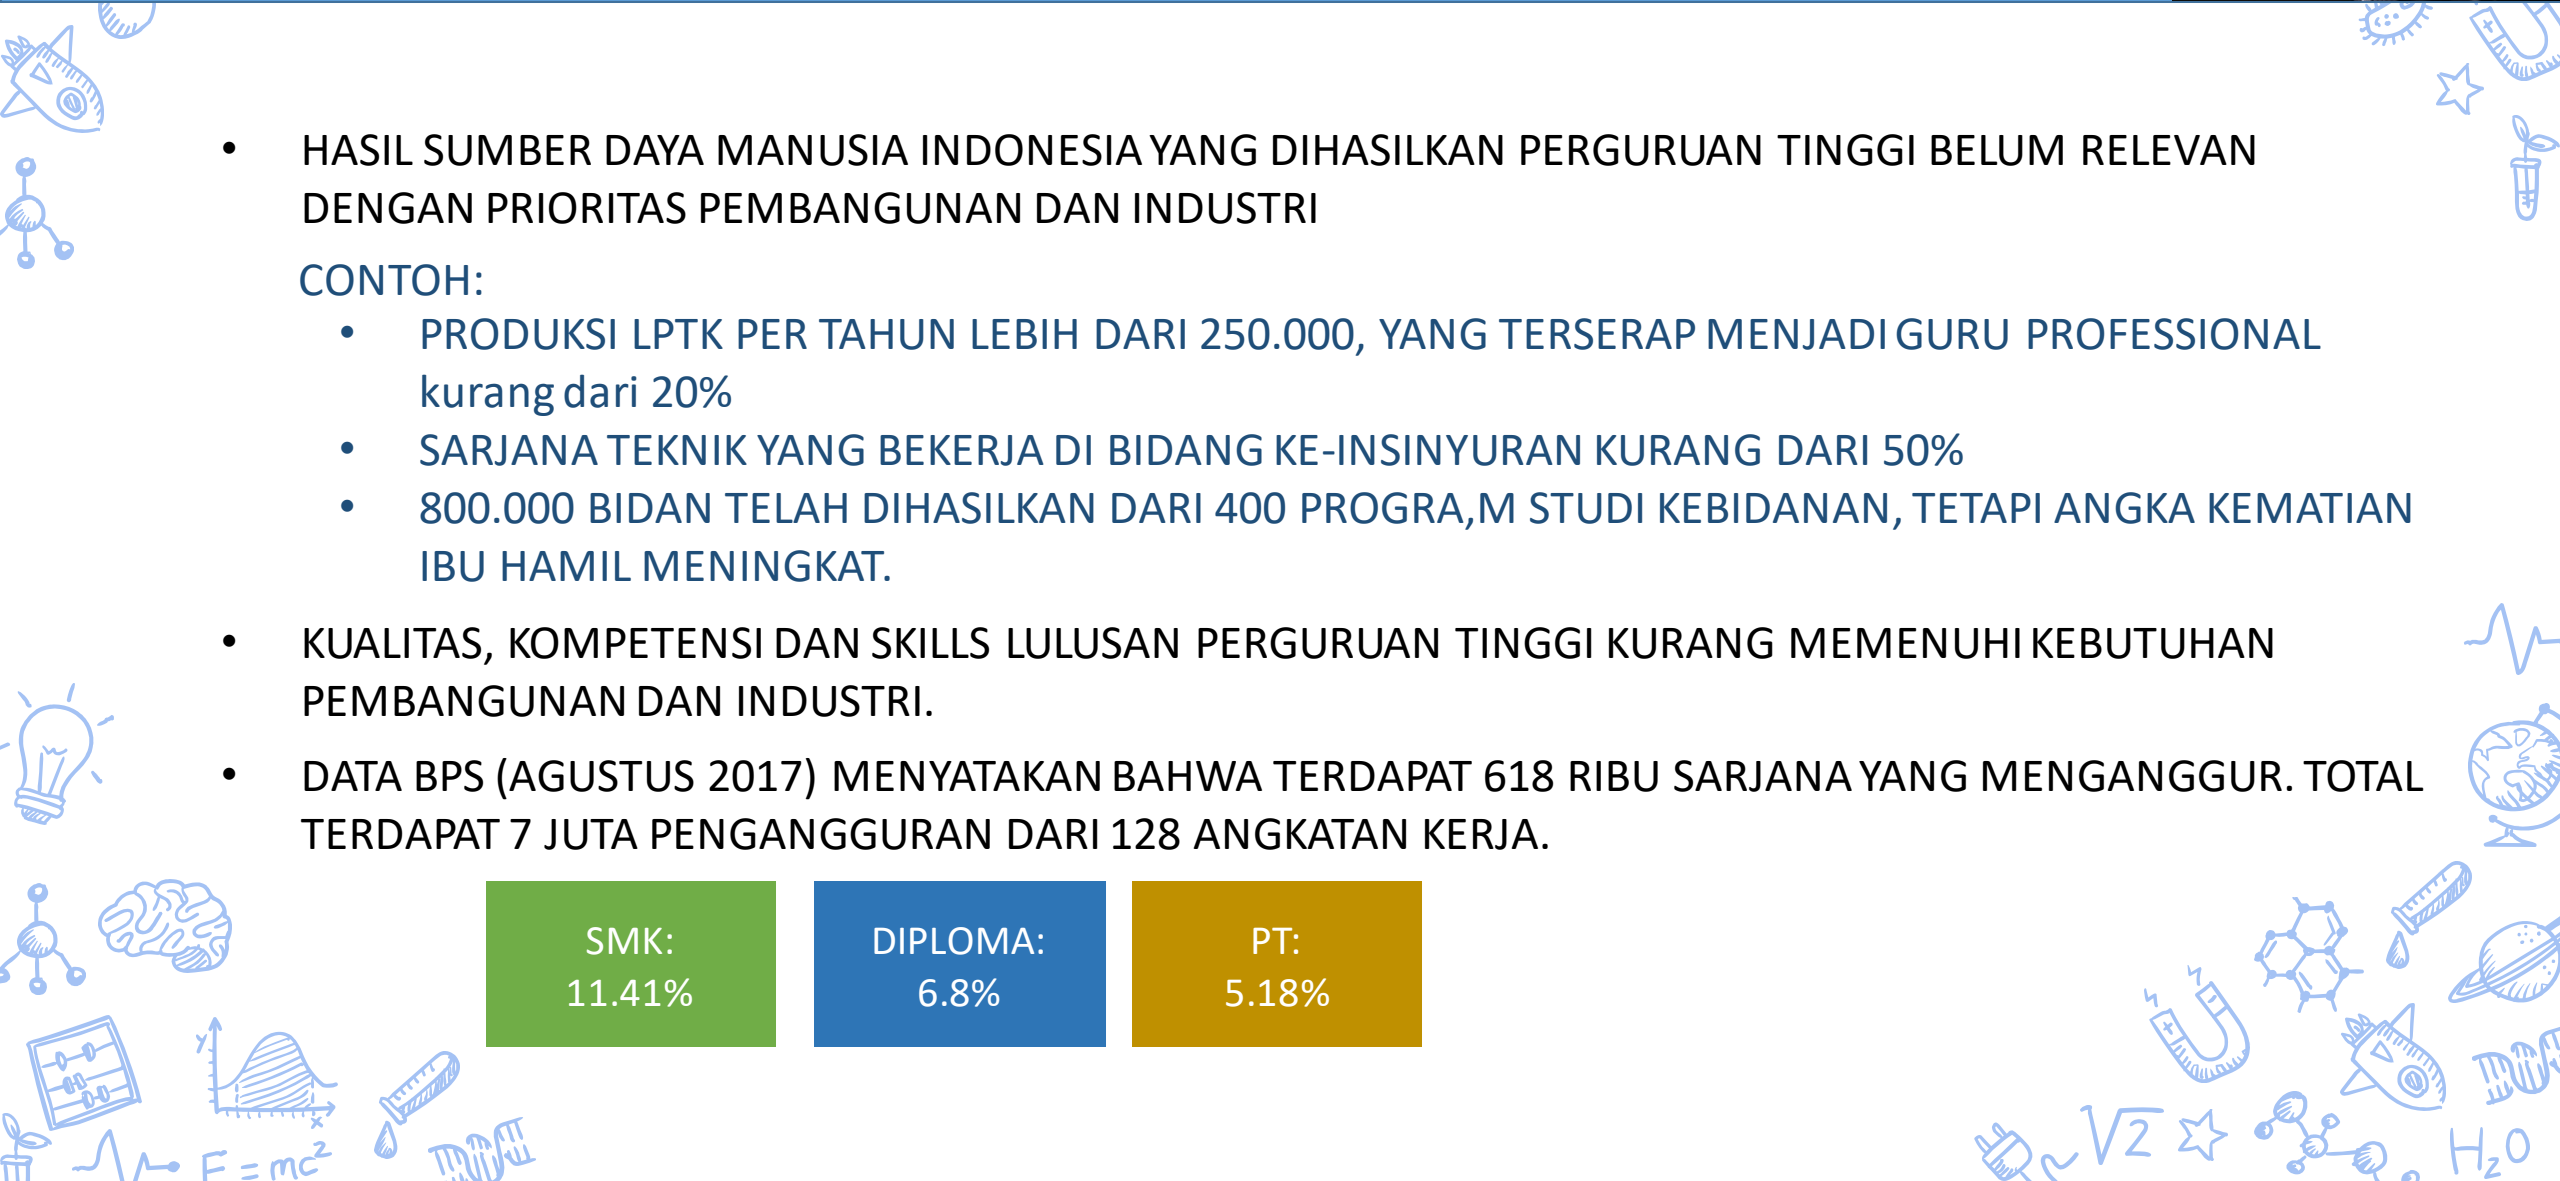 • HASIL SUMBER DAYA MANUSIA INDONESIA YANG DIHASILKAN PERGURUAN TINGGI BELUM RELEVAN
DENGAN PRIORITAS PEMBANGUNAN DAN INDUSTRI
CONTOH:
• PRODUKSI LPTK PER TAHUN LEBIH DARI 250.000, YANG TERSERAP MENJADI GURU PROFESSIONAL
kurang dari 20%
• SARJANA TEKNIK YANG BEKERJA DI BIDANG KE-INSINYURAN KURANG DARI 50%
• 800.000 BIDAN TELAH DIHASILKAN DARI 400 PROGRA,M STUDI KEBIDANAN, TETAPI ANGKA KEMATIAN
IBU HAMIL MENINGKAT.
• KUALITAS, KOMPETENSI DAN SKILLS LULUSAN PERGURUAN TINGGI KURANG MEMENUHI KEBUTUHAN
PEMBANGUNAN DAN INDUSTRI.
• DATA BPS (AGUSTUS 2017) MENYATAKAN BAHWA TERDAPAT 618 RIBU SARJANA YANG MENGANGGUR. TOTAL
TERDAPAT 7 JUTA PENGANGGURAN DARI 128 ANGKATAN KERJA.
SMK:
11.41%
DIPLOMA:
6.8%
PT:
5.18%
y
x
E=mc²
√2
H₂O